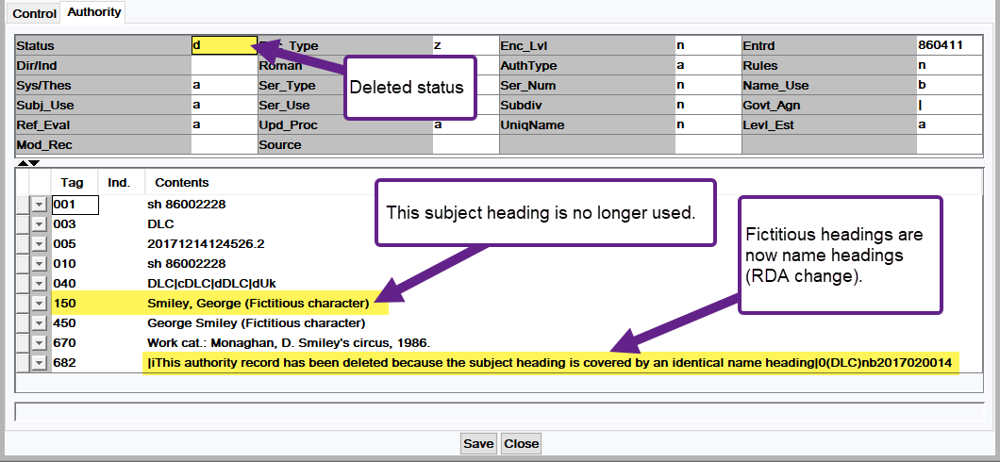 Control Authority
Status d _Type z Enc_Lvl n Entrd 860411
Dir/Ind Roman AuthType a Rules n
Sys/Thes a Ser_Type Ser_Num n Name_Use b
Subj_Use a Ser_Use Subdiv n Govt_Agn |
Ref_Eval a Upd_Proc a UniqName n Levl_Est a
Mod_Rec Source
Deleted status
Tag Ind. Contents
001 sh 86002228
003 DLC
005 20171214124526.2
010 sh 86002228
040 DLC|cDLC|dDLC|dUk
150 Smiley, George (Fictitious character)
450 George Smiley (Fictitious character)
670 Work cat.: Monaghan, D. Smiley's circus, 1986.
682 |iThis authority record has been deleted because the subject heading is covered by an identical name heading|0(DLC)nb2017020014
This subject heading is no longer used.
Fictitious headings are
now name headings
(RDA change).
Save Close